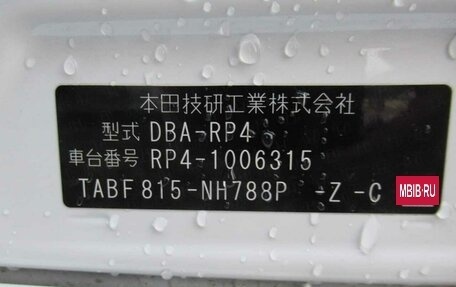 本田技研工業株式会社
型式 DBA-RP4
車台番号 RP4-1006315
TABF815-NH788P -Z -C
MBIB.RU